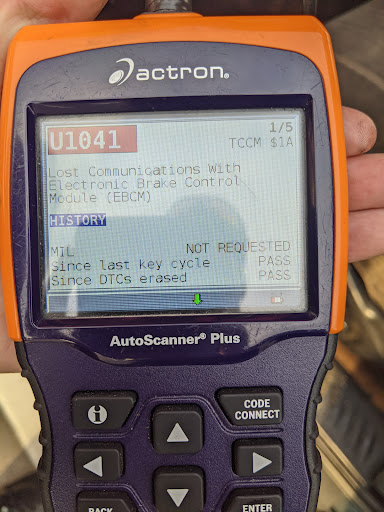 actron®
1/5
U1041
TCCM $1A
Lost Communications With
Electronic Brake Control
Module (EBCM)
HISTORY
MIL NOT REQUESTED
Since last key cycle PASS
Since DTCs erased PASS
AutoScanner® Plus
i
CODE
CONNECT
BACK
ENTER